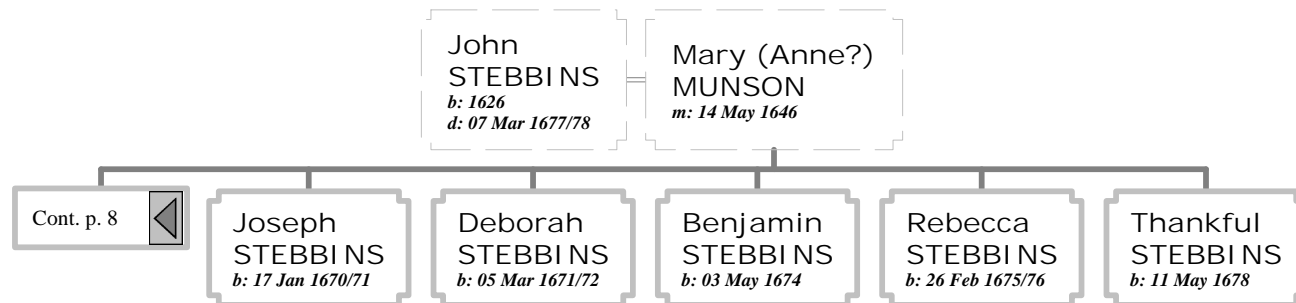 John
STEBBINS
b: 1626
d: 07 Mar 1677/78
Mary (Anne?)
MUNSON
m: 14 May 1646
Cont. p. 8
Joseph
STEBBINS
b: 17 Jan 1670/71
Deborah
STEBBINS
b: 05 Mar 1671/72
Benjamin
STEBBINS
b: 03 May 1674
Rebecca
STEBBINS
b: 26 Feb 1675/76
Thankful
STEBBINS
b: 11 May 1678